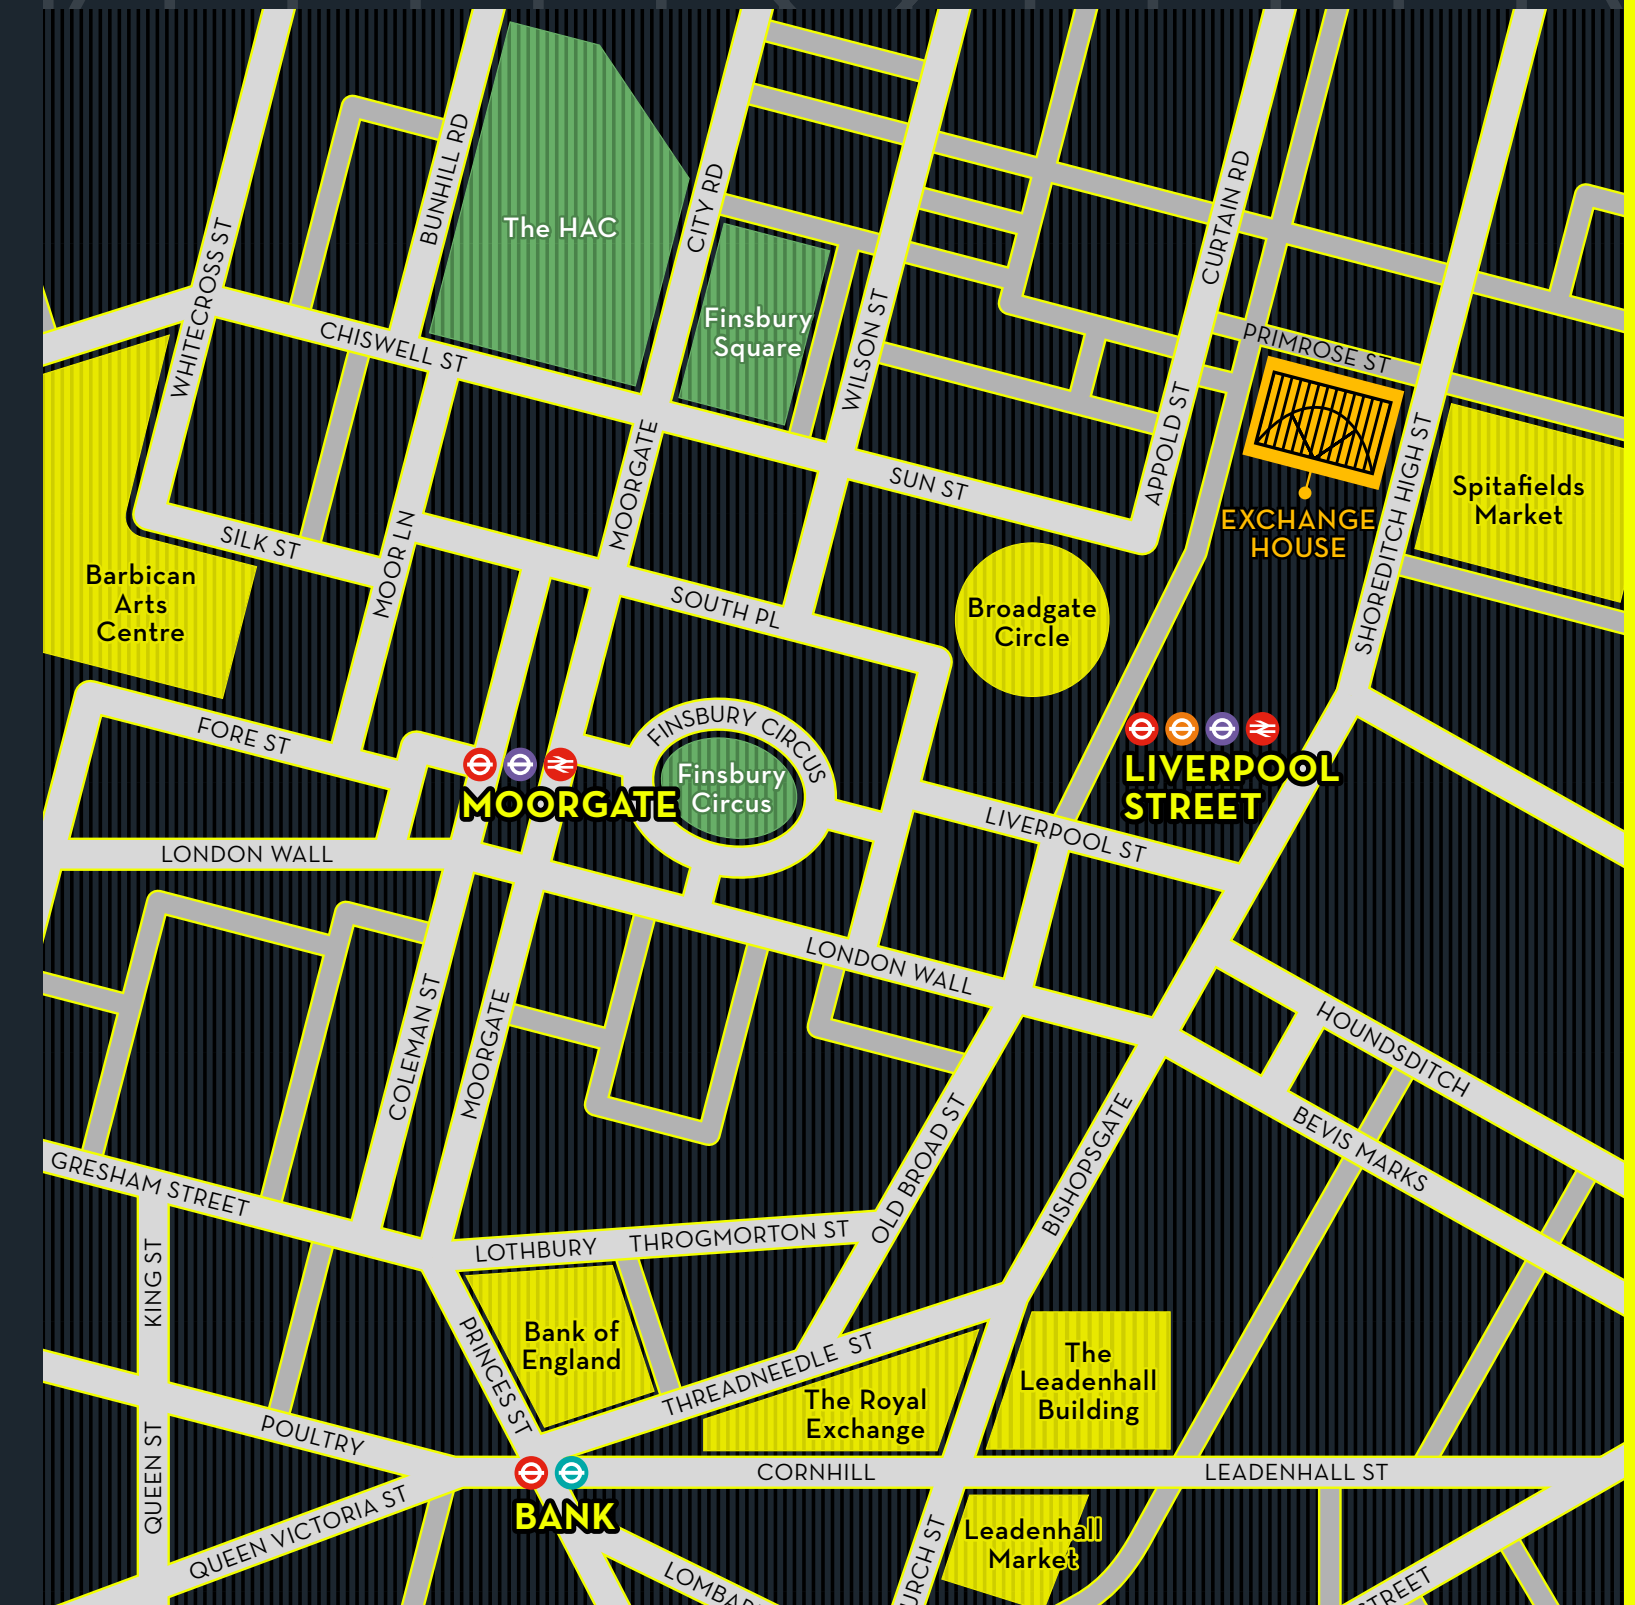 The HAC
BUNHILL RD
CITY RD
CURTAIN RD
WHITECROSS ST
CHISWELL ST
Finsbury
Square
WILSON ST
PRIMROSE ST
APPOLD ST
SUN ST
MOORGATE
EXCHANGE
HOUSE
SHOREDITCH HIGH ST
Spitafields
Market
SILK ST
MOOR LN
SOUTH PL
Barbican
Arts
Centre
Broadgate
Circle
FORE ST
FINSBURY CIRCUS
Finsbury
Circus
MOORGATE
LIVERPOOL
STREET
LIVERPOOL ST
LONDON WALL
LONDON WALL
COLEMAN ST
MOORGATE
HOUNDSDITCH
BEVIS MARKS
OLD BROAD ST
BISHOPSGATE
GRESHAM STREET
LOTHBURY
THROGMORTON ST
KING ST
PRINCES ST
Bank of
England
THREADNEEDLE ST
The Royal
Exchange
The
Leadenhall
Building
POULTRY
QUEEN ST
QUEEN VICTORIA ST
CORNHILL
LEADENHALL ST
BANK
Leadenhall
Market
LOMBAR
URCH ST
STREET